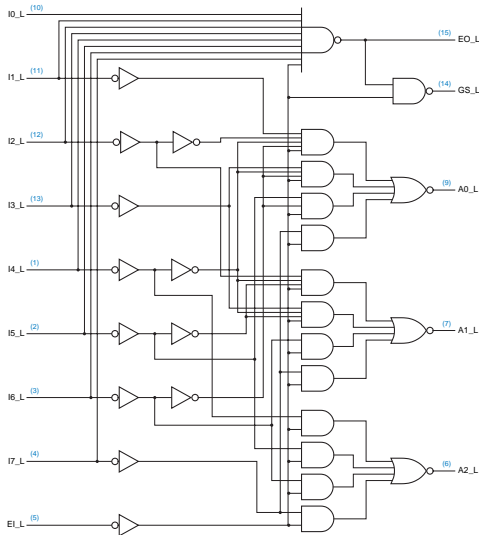 I0_L (10)
(15) EO_L
I1_L (11)
(14) GS_L
I2_L (12)
I3_L (13)
(9) A0_L
I4_L (1)
I5_L (2)
(7) A1_L
I6_L (3)
I7_L (4)
(6) A2_L
EI_L (5)